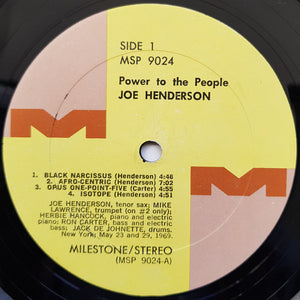 SIDE 1
MSP 9024
Power to the People
JOE HENDERSON
1. BLACK NARCISSUS (Henderson) 4:46
2. AFRO-CENTRIC (Henderson) 7:02
3. OPUS ONE-POINT-FIVE (Carter) 4:55
4. ISOTOPE (Henderson) 4:51
JOE HENDERSON, tenor sax; MIKE
LAWRENCE, trumpet (on #2 only);
HERBIE HANCOCK, piano and electric
piano; RON CARTER, bass and electric
bass; JACK DE JOHNETTE, drums.
New York; May 23 and 29, 1969.
MILESTONE/STEREO
(MSP 9024-A)